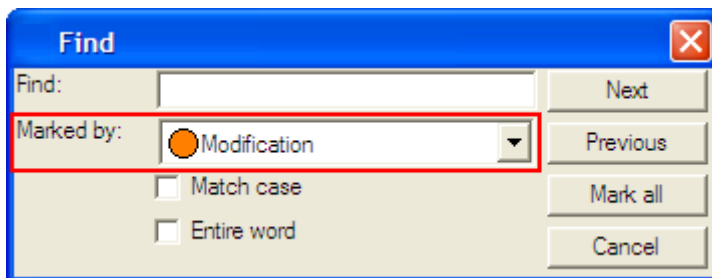 Find
Find:
Next
Marked by:
Modification
Previous
Match case
Mark all
Entire word
Cancel